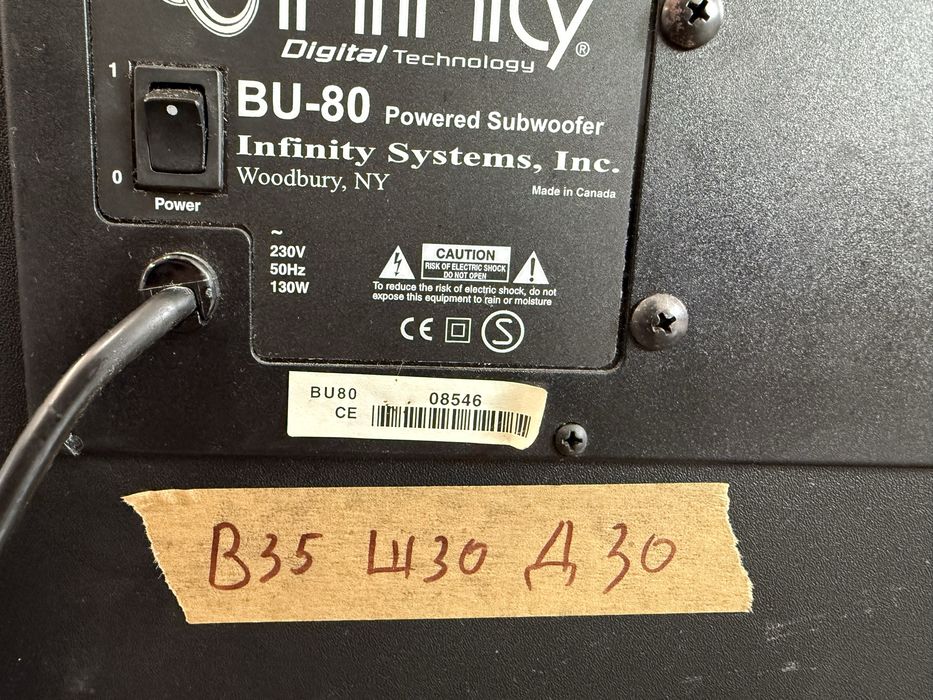 Infinity®
Digital Technology
1
BU-80 Powered Subwoofer
Infinity Systems, Inc.
0
Woodbury, NY
Made in Canada
Power
~
230V
50Hz
130W
CAUTION
RISK OF ELECTRIC SHOCK
DO NOT OPEN
To reduce the risk of electric shock, do not
expose this equipment to rain or moisture
CE S
BU80 08546
CE
В35 Ш30 Д30